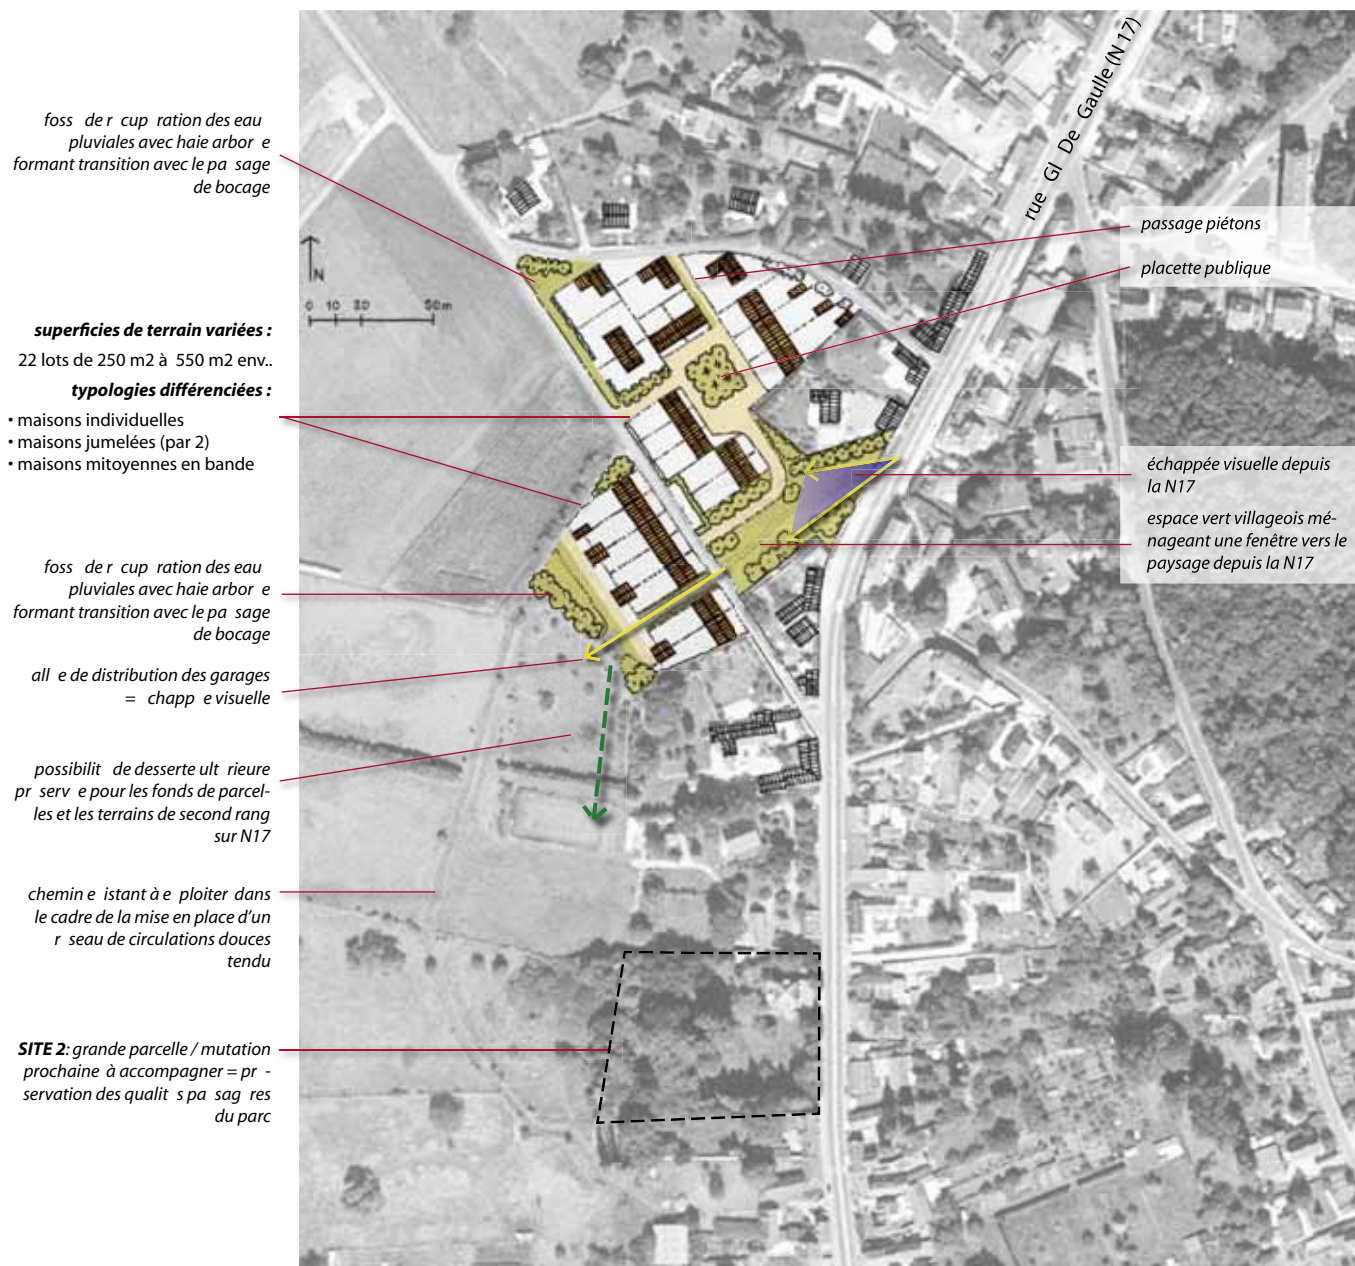 foss de r cup ration des eau
pluviales avec haie arbor e
formant transition avec le pa sage
de bocage
superficies de terrain variées :
22 lots de 250 m2 à 550 m2 env..
typologies différenciées :
• maisons individuelles
• maisons jumelées (par 2)
• maisons mitoyennes en bande
foss de r cup ration des eau
pluviales avec haie arbor e
formant transition avec le pa sage
de bocage
all e de distribution des garages
= chapp e visuelle
possibilit de desserte ult rieure
pr serv e pour les fonds de parcel-
les et les terrains de second rang
sur N17
chemin e istant à e ploiter dans
le cadre de la mise en place d'un
r seau de circulations douces
tendu
SITE 2: grande parcelle / mutation
prochaine à accompagner = pr -
servation des qualit s pa sag res
du parc
N
0 10 20 50m
rue Gl De Gaulle (N 17)
passage piétons
placette publique
échappée visuelle depuis
la N17
espace vert villageois mé-
nageant une fenêtre vers le
paysage depuis la N17